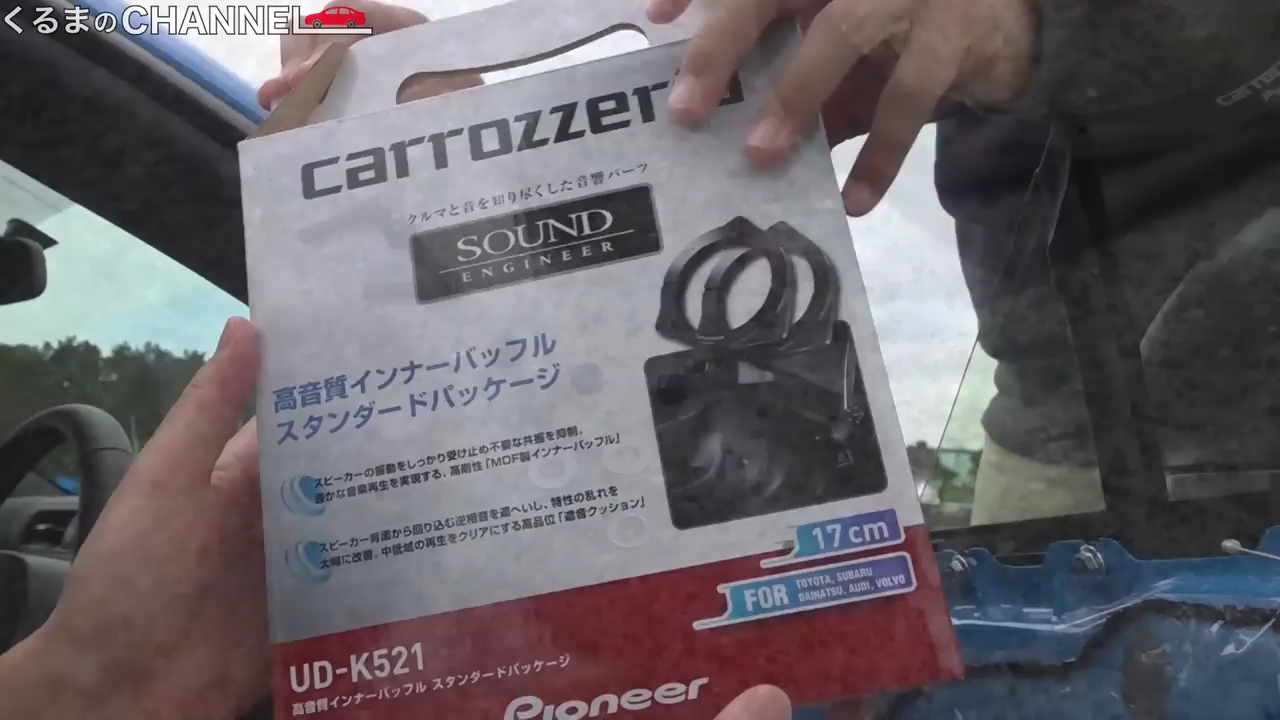 くるまのCHANNEL
carrozzeria
クルマと音を知り尽くした音響パーツ
SOUND
ENGINEER
高音質インナーバッフル
スタンダードパッケージ
スピーカーの振動をしっかり受け止め不要な共振を抑制。
豊かな音楽再生を実現する、高剛性「MDF製インナーバッフル」
スピーカー背面から回り込む逆相音を遮へいし、特性の乱れを
大幅に改善。中低域の再生をクリアにする高品位「遮音クッション」
17cm
FOR
TOYOTA, SUBARU
DAIHATSU, AUDI, VOLVO
UD-K521
高音質インナーバッフル スタンダードパッケージ
Pioneer